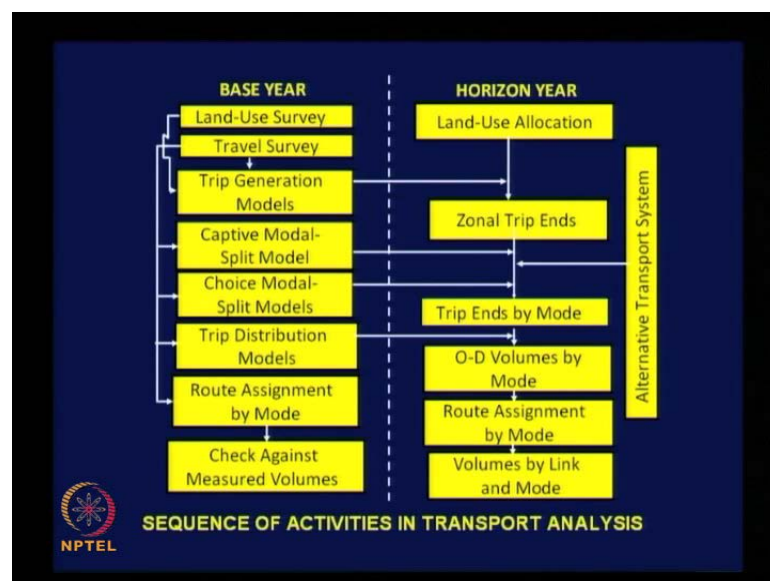 BASE YEAR
Land-Use Survey
Travel Survey
Trip Generation
Models
Captive Modal-
Split Model
Choice Modal-
Split Models
Trip Distribution
Models
Route Assignment
by Mode
Check Against
Measured Volumes
HORIZON YEAR
Land-Use Allocation
Zonal Trip Ends
Trip Ends by Mode
O-D Volumes by
Mode
Route Assignment
by Mode
Volumes by Link
and Mode
Alternative Transport System
SEQUENCE OF ACTIVITIES IN TRANSPORT ANALYSIS
NPTEL